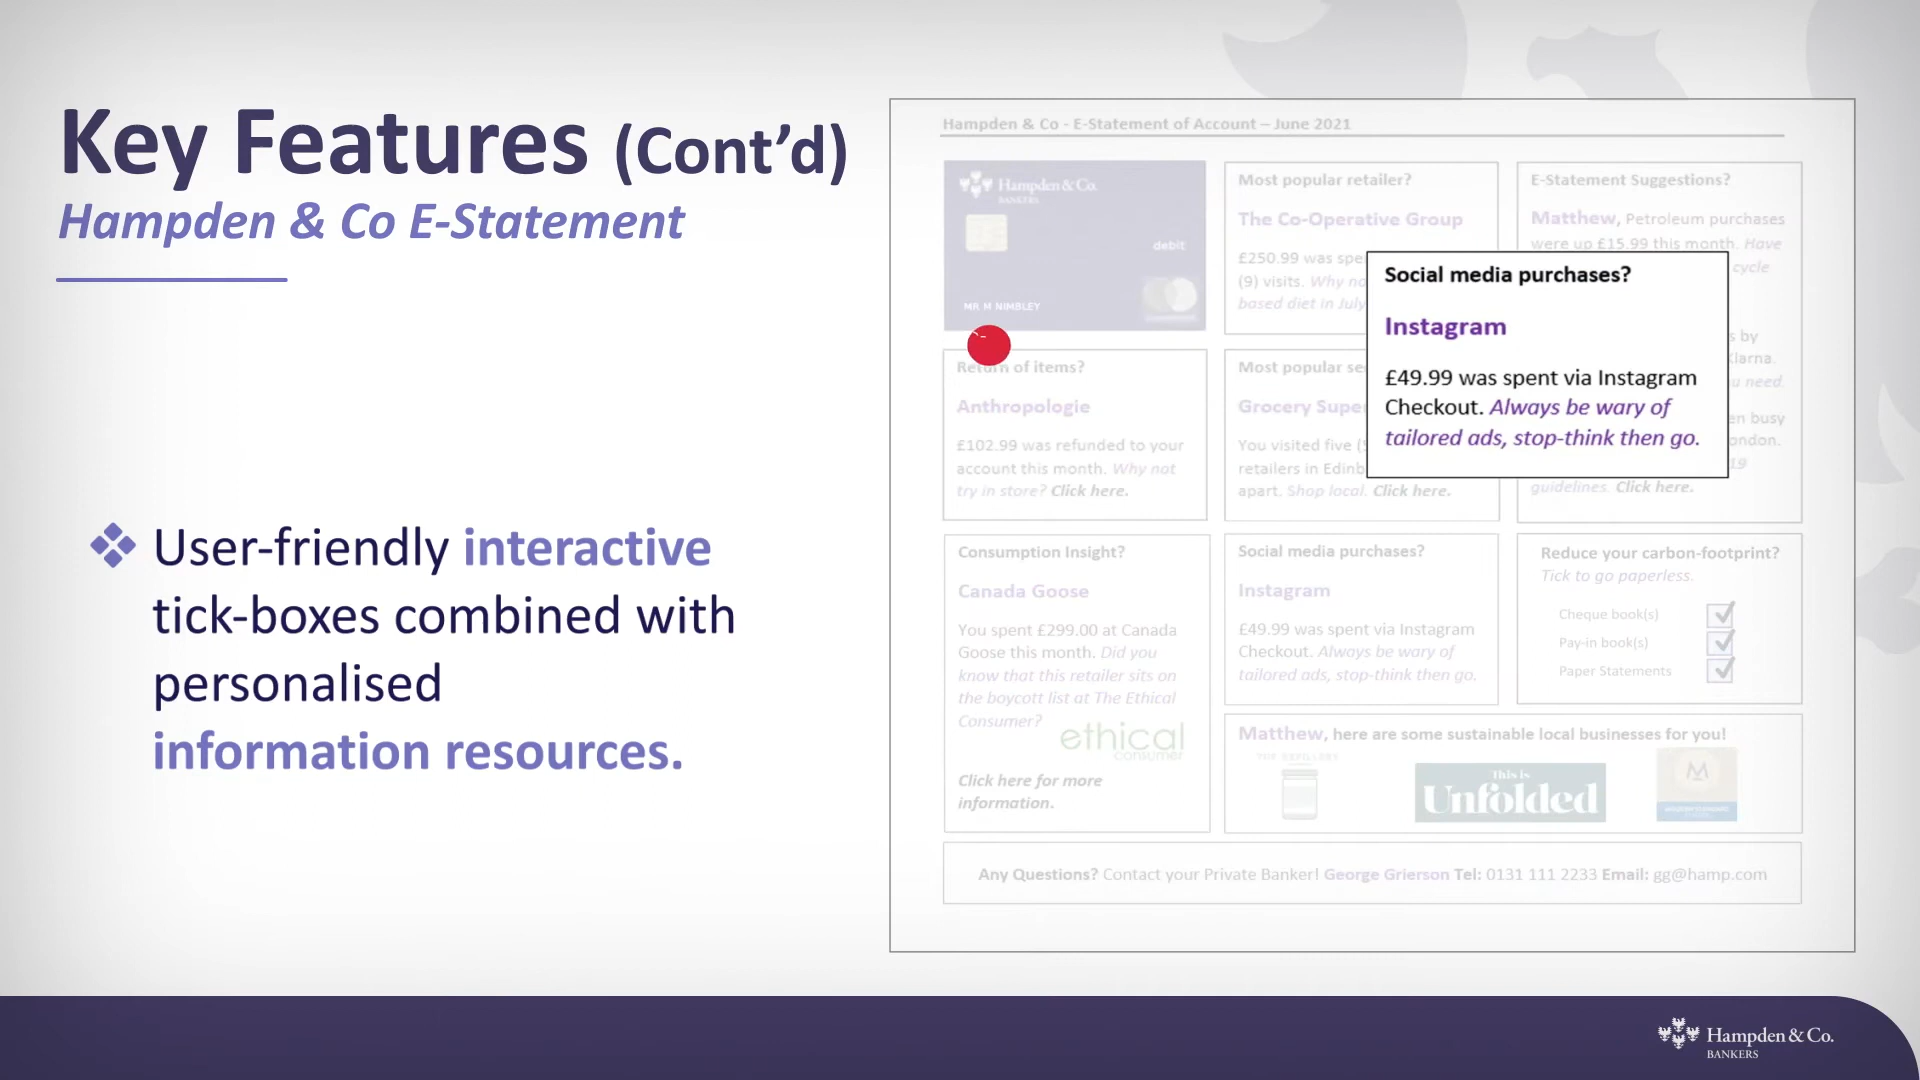 Key Features (Cont’d)
Hampden & Co E-Statement
User-friendly interactive
tick-boxes combined with
personalised
information resources.
Hampden & Co - E-Statement of Account – June 2021
Hampden & Co.
BANKERS
debit
MR M NIMBLEY
Most popular retailer?
The Co-Operative Group
£250.99 was spe
(9) visits. Why no
based diet in July
E-Statement Suggestions?
Matthew, Petroleum purchases
were up £15.99 this month. Have
cycle
s by
Klarna.
u need.
en busy
ondon.
19
guidelines. Click here.
Social media purchases?
Instagram
£49.99 was spent via Instagram
Checkout. Always be wary of
tailored ads, stop-think then go.
Return of items?
Anthropologie
£102.99 was refunded to your
account this month. Why not
try in store? Click here.
Most popular se
Grocery Supe
You visited five (
retailers in Edinb
apart. Shop local. Click here.
Consumption Insight?
Canada Goose
You spent £299.00 at Canada
Goose this month. Did you
know that this retailer sits on
the boycott list at The Ethical
Consumer?
ethical
consumer
Click here for more
information.
Social media purchases?
Instagram
£49.99 was spent via Instagram
Checkout. Always be wary of
tailored ads, stop-think then go.
Reduce your carbon-footprint?
Tick to go paperless.
Cheque book(s)
Pay-in book(s)
Paper Statements
Matthew, here are some sustainable local businesses for you!
This is
Unfolded
Any Questions? Contact your Private Banker! George Grierson Tel: 0131 111 2233 Email: gg@hamp.com
Hampden & Co.
BANKERS